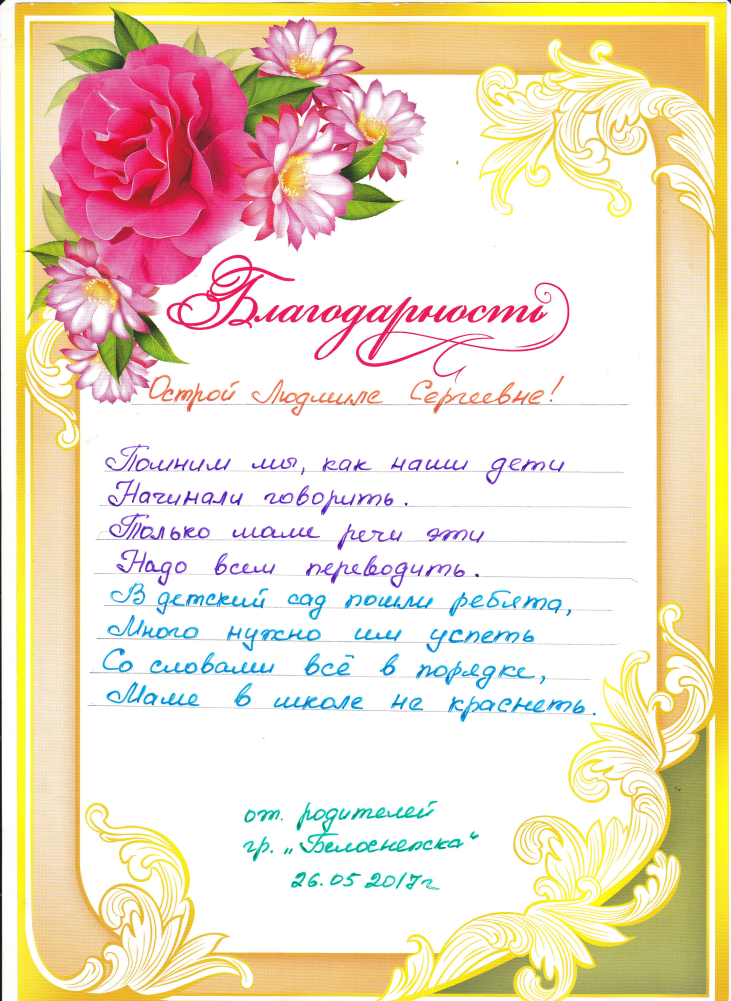 Благодарность
Острой Людмиле Сергеевне!
Помним мы, как наши дети
Начинали говорить.
Только маме речи эти
Надо всем переводить.
В детский сад пошли ребята,
Много нужно им успеть
Со словами всё в порядке,
Маме в школе не краснеть.
от родителей
гр. „Белоснежка"
26.05 2017г